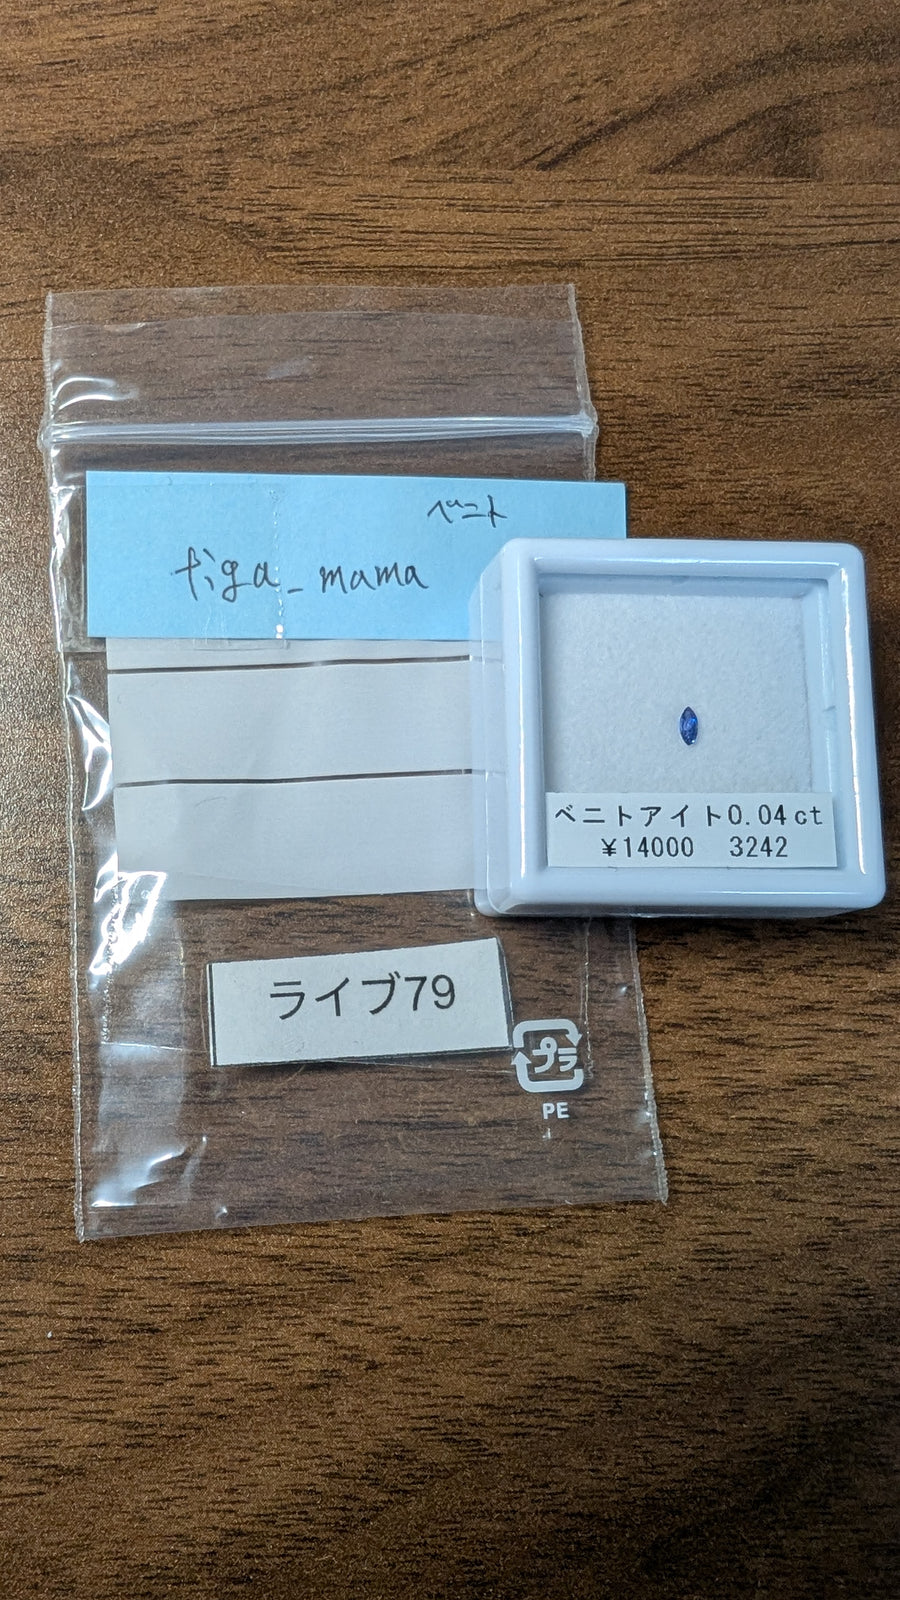 ベニト
tiga_mama
ベニトアイト0.04ct
¥14000 3242
ライブ79
プラ
PE